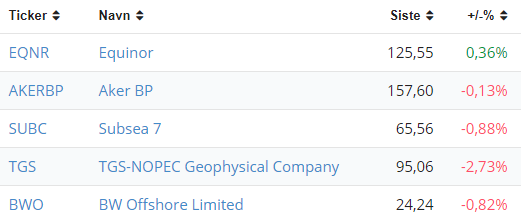 Ticker Navn Siste +/-%
EQNR Equinor 125,55 0,36%
AKERBP Aker BP 157,60 -0,13%
SUBC Subsea 7 65,56 -0,88%
TGS TGS-NOPEC Geophysical Company 95,06 -2,73%
BWO BW Offshore Limited 24,24 -0,82%